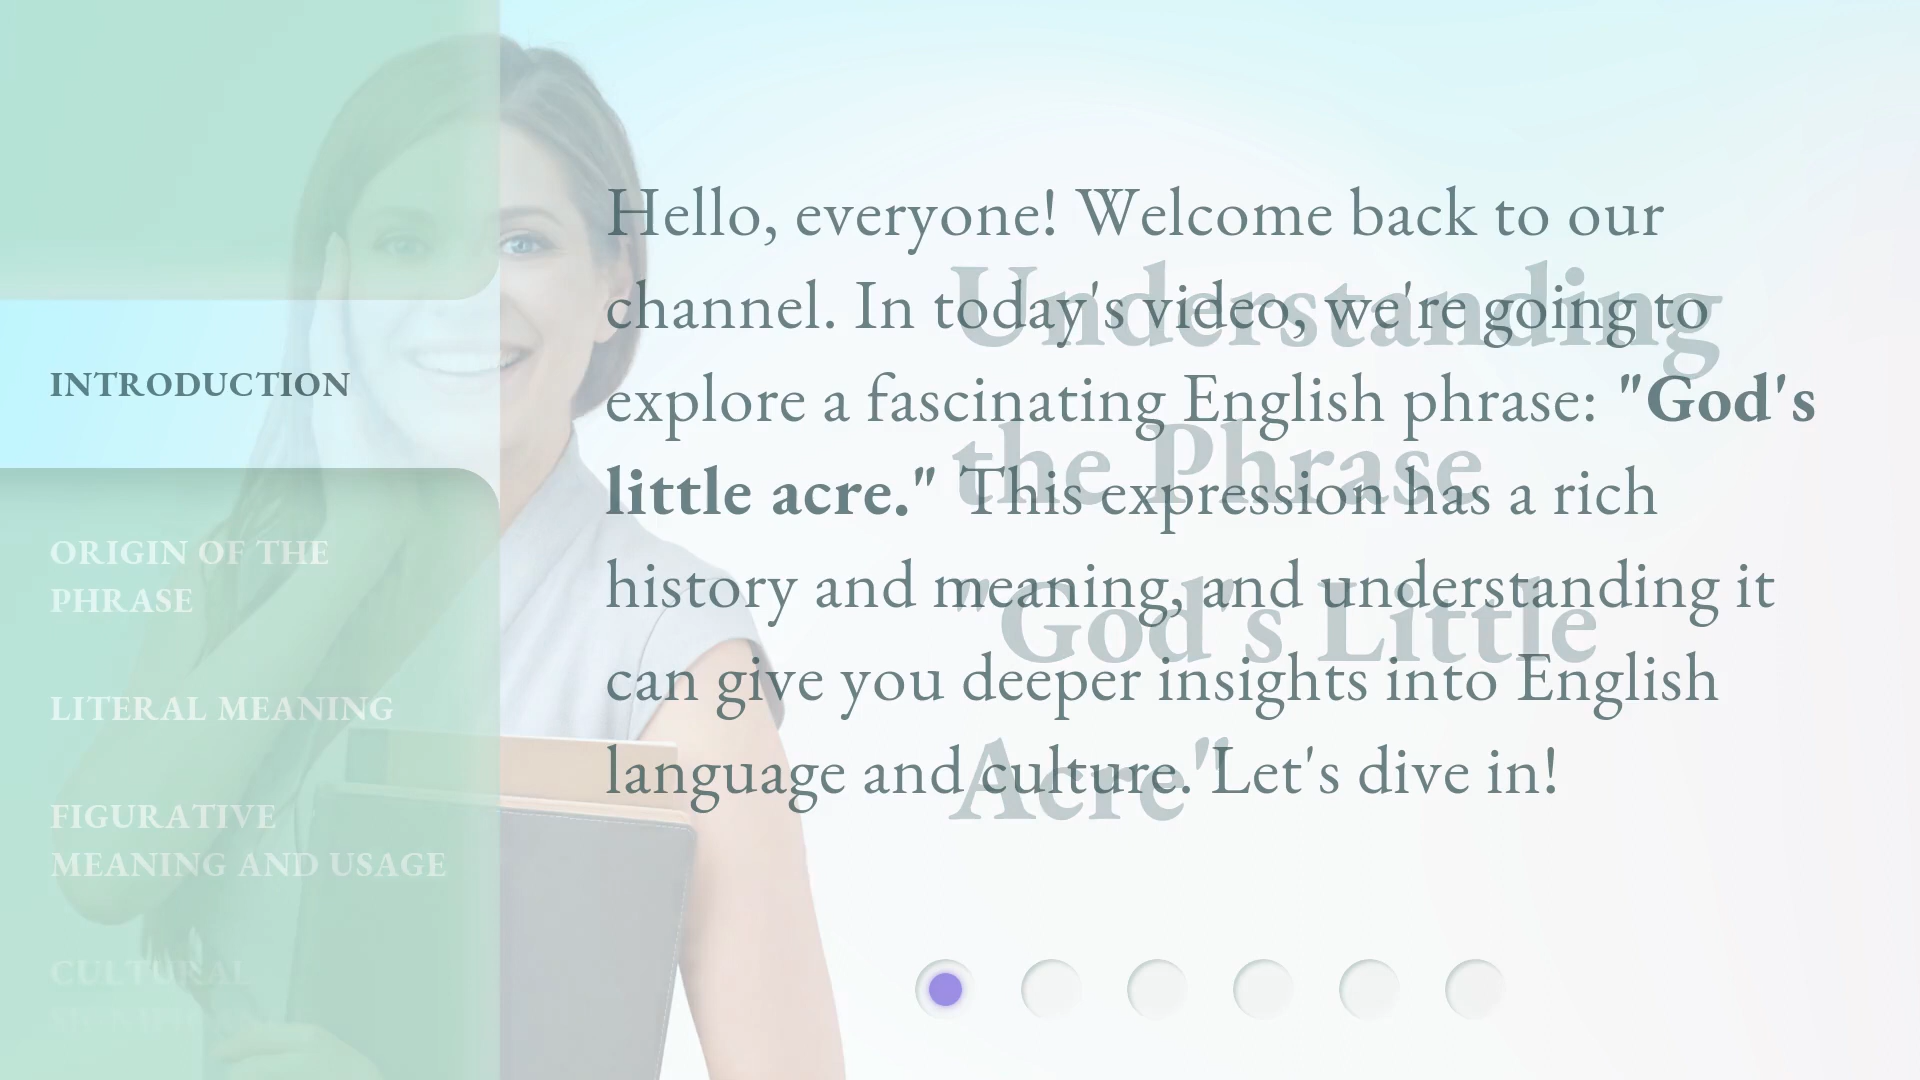 INTRODUCTION
ORIGIN OF THE
PHRASE
LITERAL MEANING
FIGURATIVE
MEANING AND USAGE
CULTURAL
Hello, everyone! Welcome back to our
channel. In today's video, we're going to
explore a fascinating English phrase: "God's
little acre." This expression has a rich
history and meaning, and understanding it
can give you deeper insights into English
language and culture. Let's dive in!
Understanding
the Phrase
"God's Little
Acre"